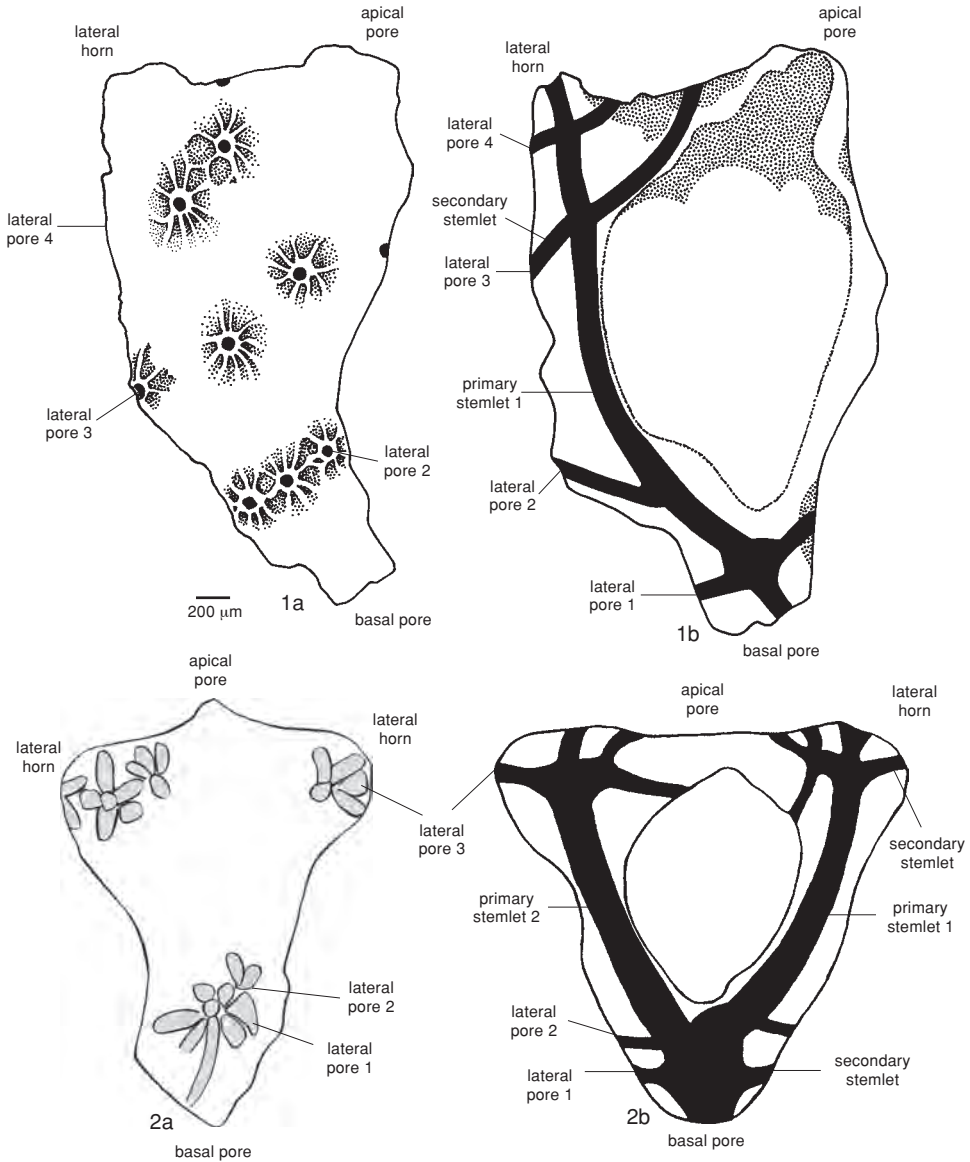 lateral
horn
apical
pore
lateral
pore 4
lateral
pore 3
lateral
pore 2
200 µm
1a
basal pore
lateral
horn
apical
pore
lateral
pore 4
secondary
stemlet
lateral
pore 3
primary
stemlet 1
lateral
pore 2
lateral
pore 1
1b
basal pore
apical
pore
lateral
horn
lateral
horn
lateral
pore 3
lateral
pore 2
lateral
pore 1
2a
basal pore
apical
pore
lateral
horn
secondary
stemlet
primary
stemlet 2
primary
stemlet 1
lateral
pore 2
lateral
pore 1
secondary
stemlet
2b
basal pore